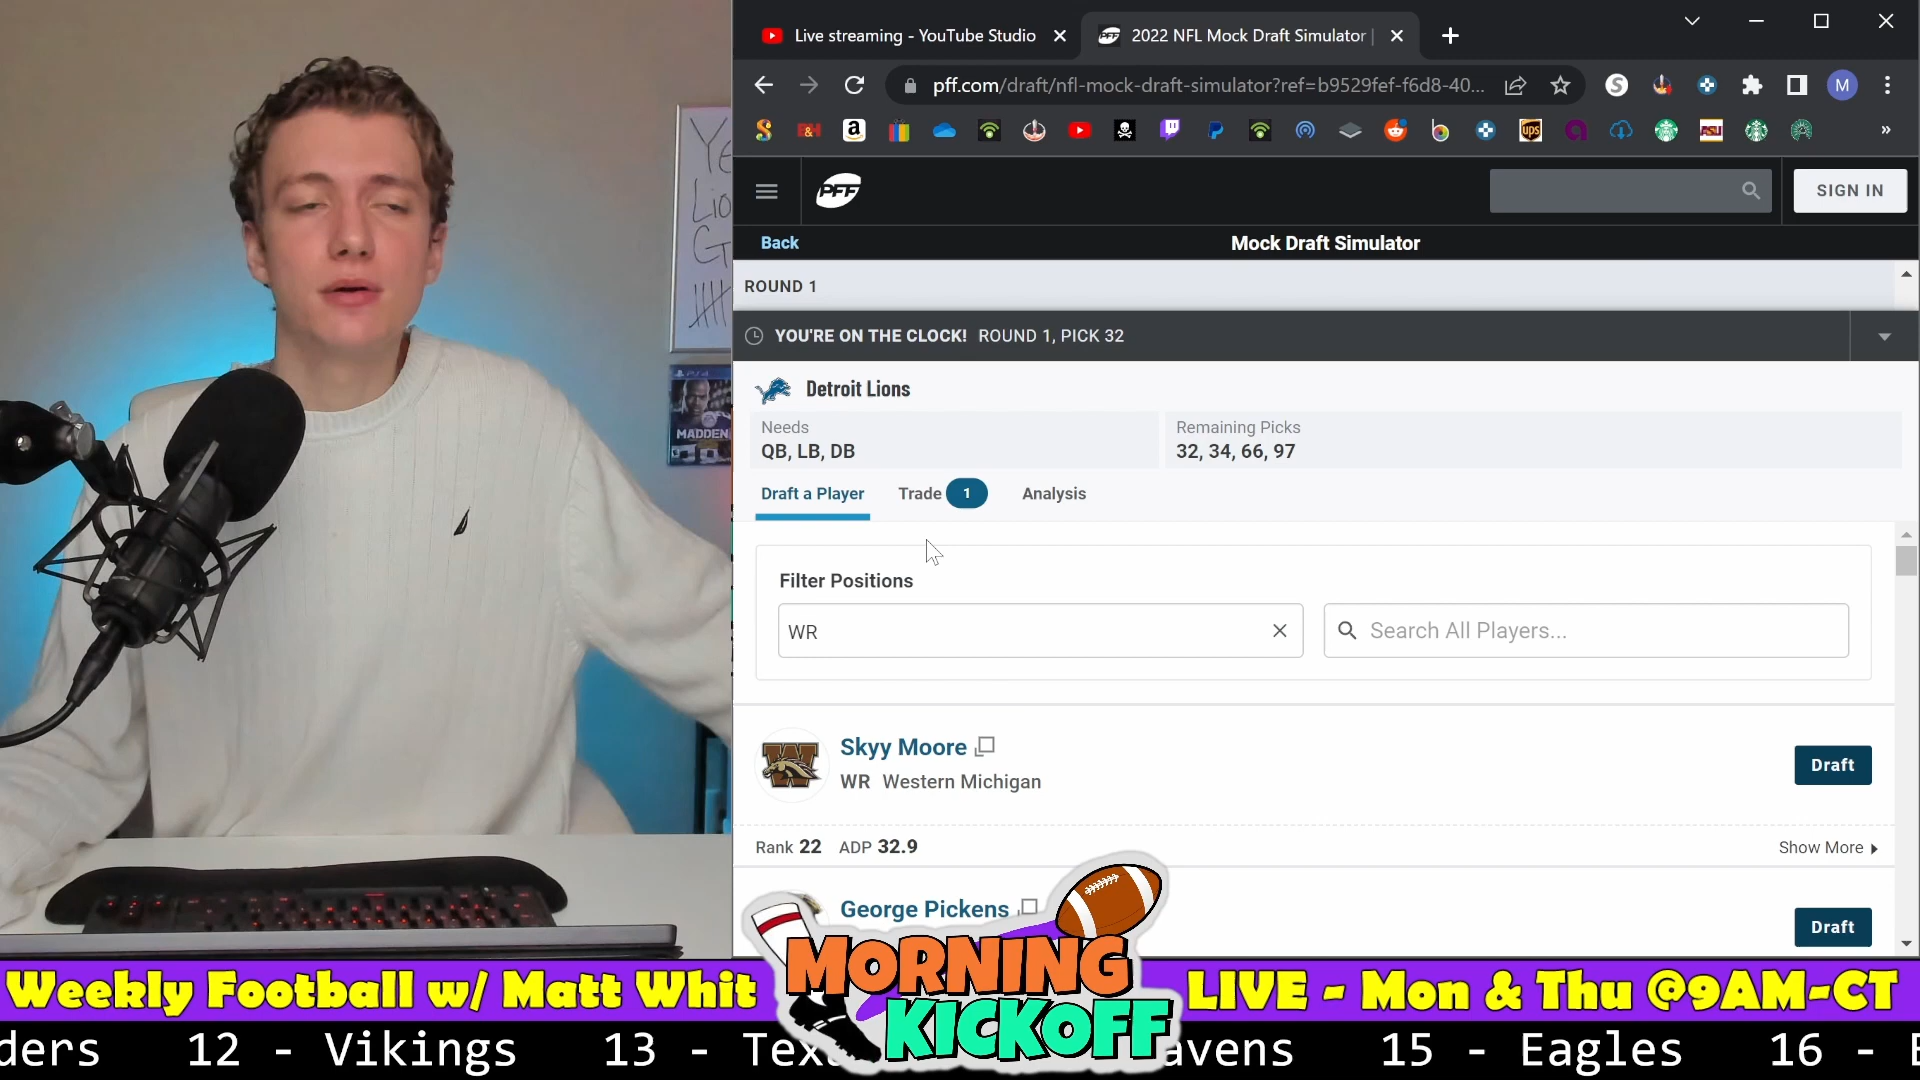 Live streaming - YouTube Studio
2022 NFL Mock Draft Simulator |
pff.com/draft/nfl-mock-draft-simulator?ref=b9529fef-f6d8-40...
M
PFF
SIGN IN
Back
Mock Draft Simulator
ROUND 1
YOU'RE ON THE CLOCK! ROUND 1, PICK 32
Detroit Lions
Needs
QB, LB, DB
Remaining Picks
32, 34, 66, 97
Draft a Player
Trade 1
Analysis
Filter Positions
WR
Search All Players...
Skyy Moore
WR Western Michigan
Draft
Rank 22 ADP 32.9
Show More
George Pickens
Draft
MADDEN
MORNING
KICKOFF
Weekly Football w/ Matt Whit
LIVE - Mon & Thu @9AM-CT
ders 12 - Vikings 13 - Tex avens 15 - Eagles 16 -